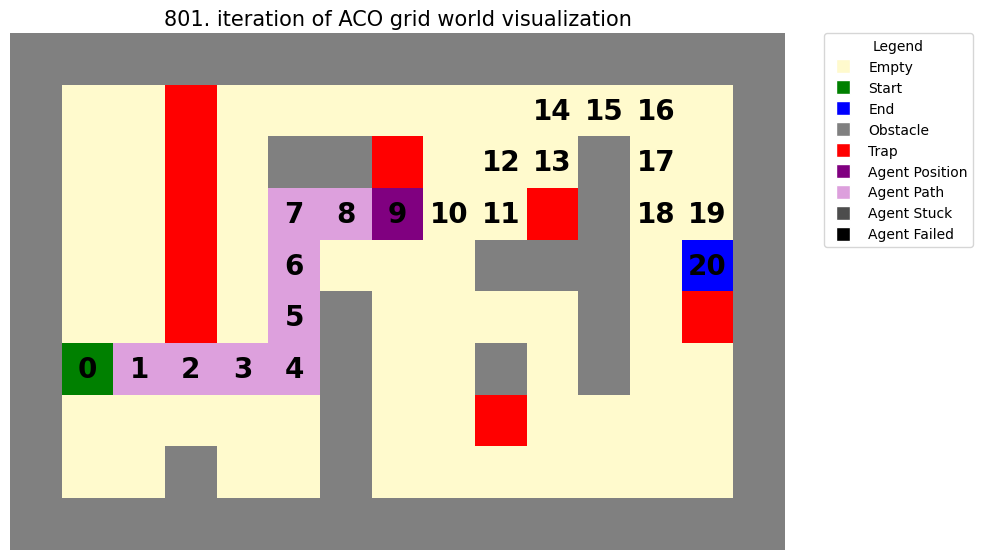 801. iteration of ACO grid world visualization
Legend
Empty
Start
End
Obstacle
Trap
Agent Position
Agent Path
Agent Stuck
Agent Failed
14 15 16
12 13 17
7 8 9 10 11 18 19
6 20
5
0 1 2 3 4